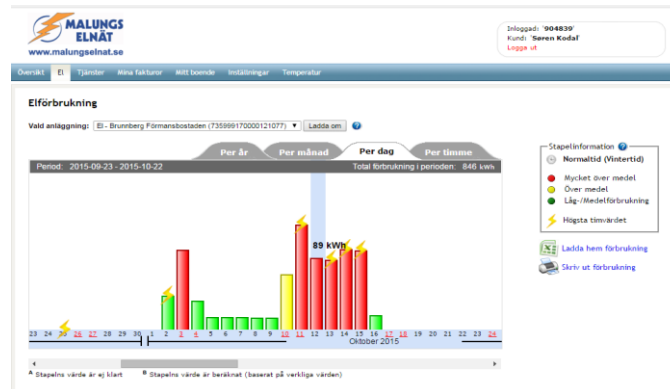 MALUNGS
ELNÄT
www.malungselnat.se
Inloggad: '904839'
Kund: 'Søren Kodal'
Logga ut
Översikt El Tjänster Mina fakturor Mitt boende Inställningar Temperatur
Elförbrukning
Vald anläggning: El - Brunnberg Förmansbostaden (735999170000121077) Ladda om
Per år Per månad Per dag Per timme
Period: 2015-09-23 - 2015-10-22 Total förbrukning i perioden: 846 kWh
89 kWh
23 24 25 26 27 28 29 30 1 2 3 4 5 6 7 8 9 10 11 12 13 14 15 16 17 18 19 20 21 22 23 24
Oktober 2015
A Stapelns värde är ej klart B Stapelns värde är beräknat (baserat på verkliga värden)
Stapelinformation
Normaltid (Vintertid)
Mycket över medel
Över medel
Låg-/Medelförbrukning
Högsta timvärdet
Ladda hem förbrukning
Skriv ut förbrukning